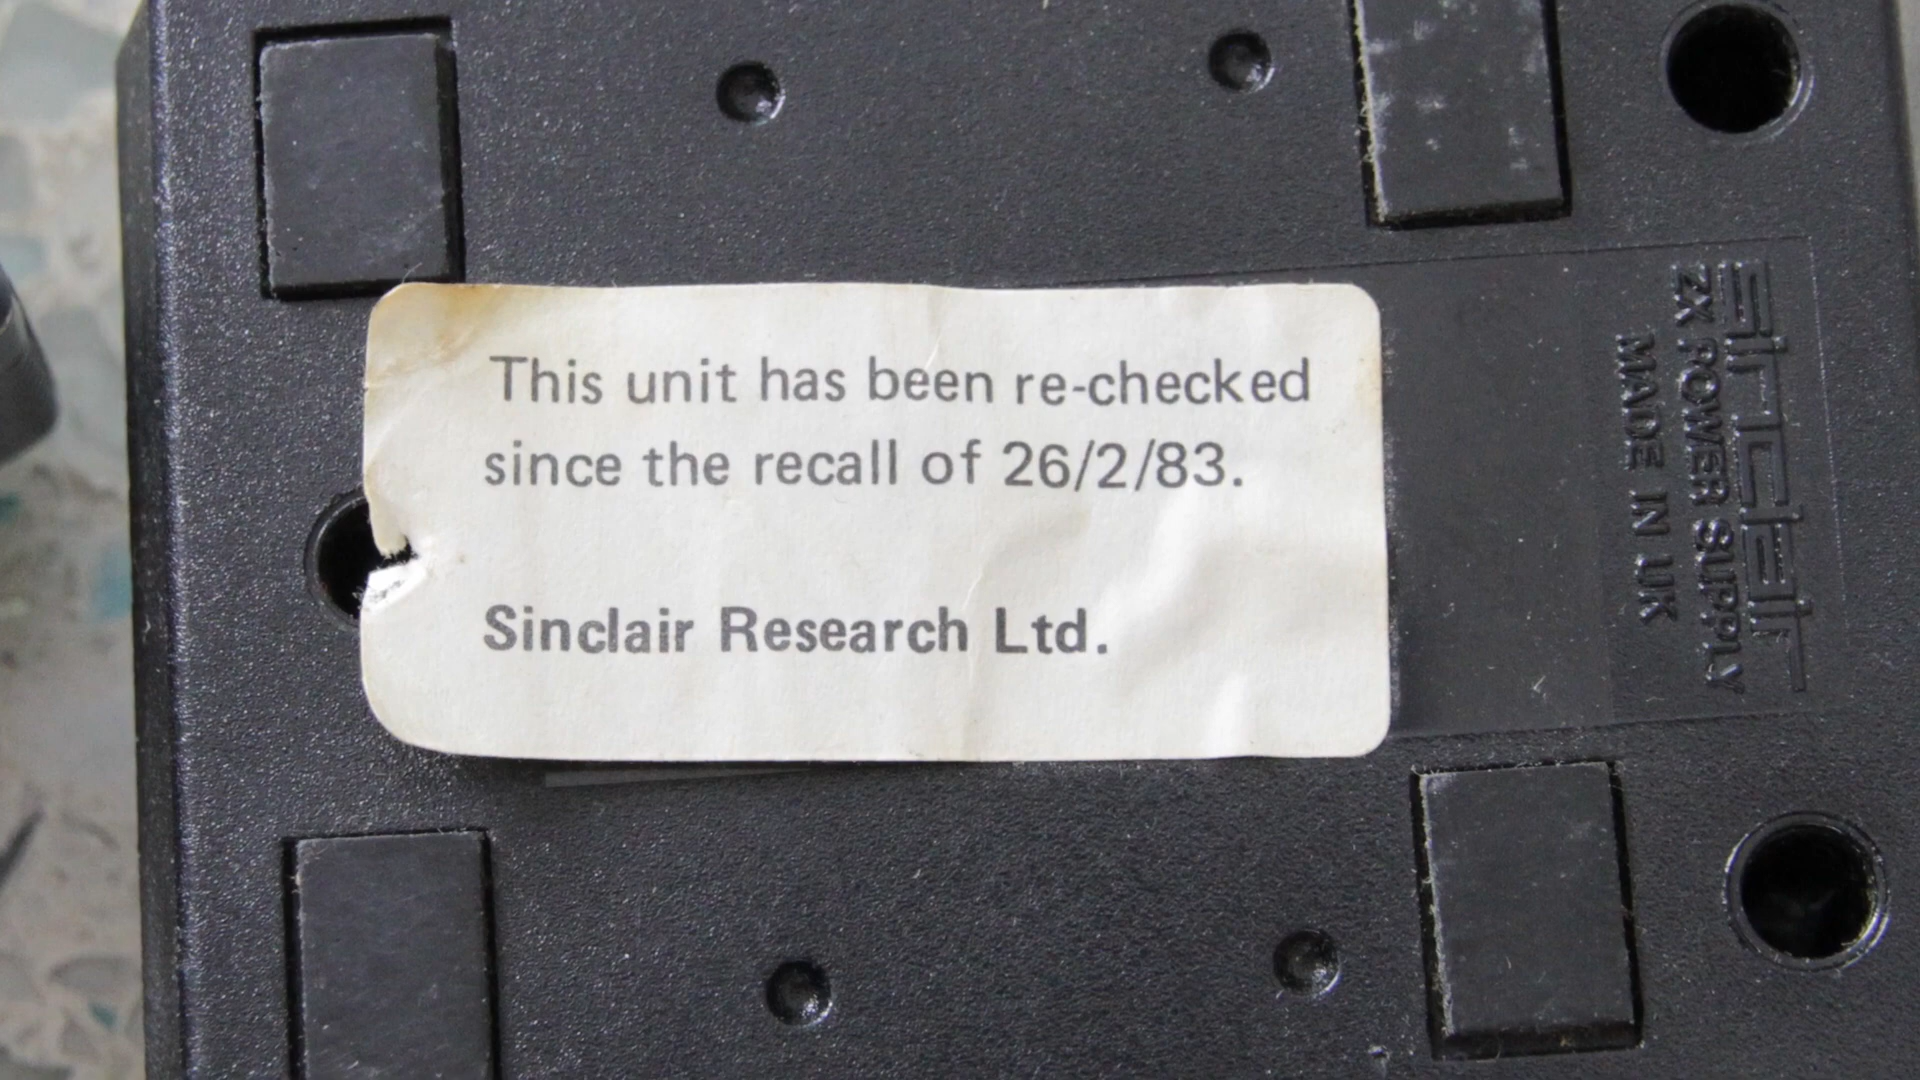 This unit has been re-checked
since the recall of 26/2/83.
Sinclair Research Ltd.
sinclair
ZX POWER SUPPLY
MADE IN UK